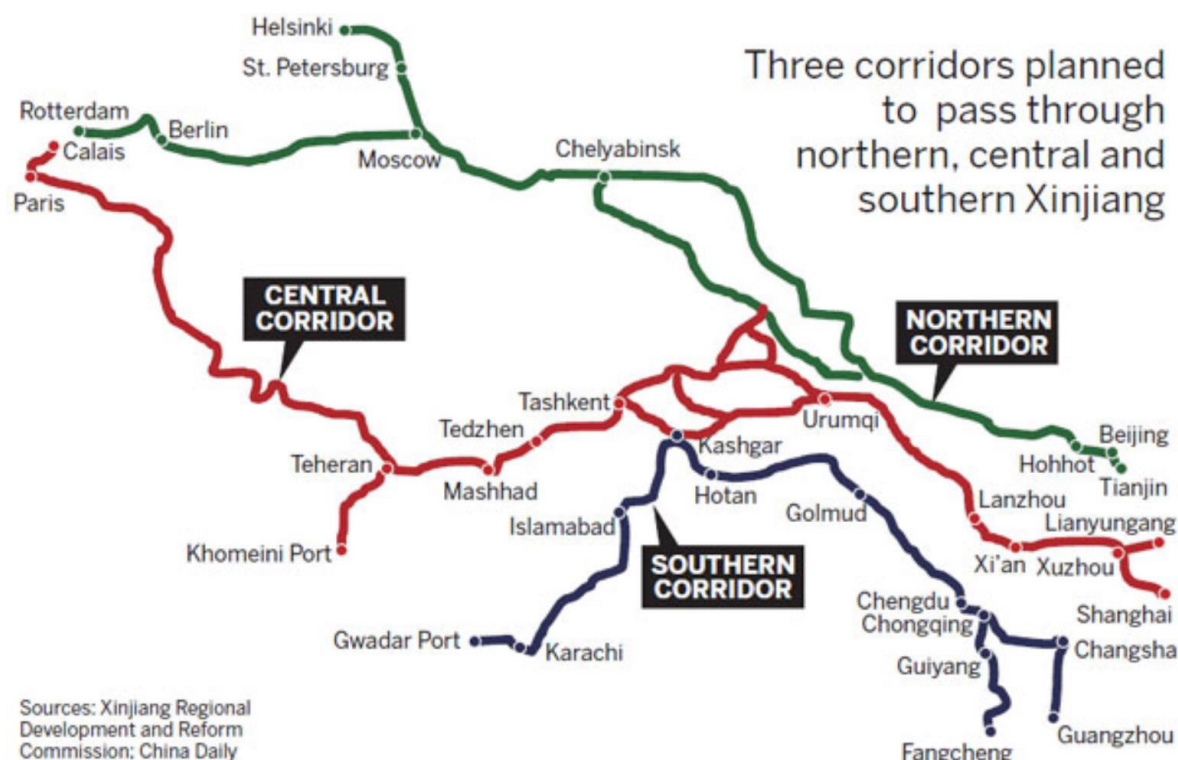 Three corridors planned
to pass through
northern, central and
southern Xinjiang
Helsinki
St. Petersburg
Rotterdam
Berlin
Calais
Moscow
Chelyabinsk
Paris
CENTRAL
CORRIDOR
NORTHERN
CORRIDOR
Tashkent
Urumqi
Tedzhen
Kashgar
Beijing
Teheran
Hohhot
Mashhad
Hotan
Tianjin
Golmud
Lanzhou
Islamabad
Lianyungang
Khomeini Port
Xi'an
Xuzhou
SOUTHERN
CORRIDOR
Chengdu
Shanghai
Chongqing
Gwadar Port
Karachi
Changsha
Guiyang
Guangzhou
Fangcheng
Sources: Xinjiang Regional
Development and Reform
Commission; China Daily